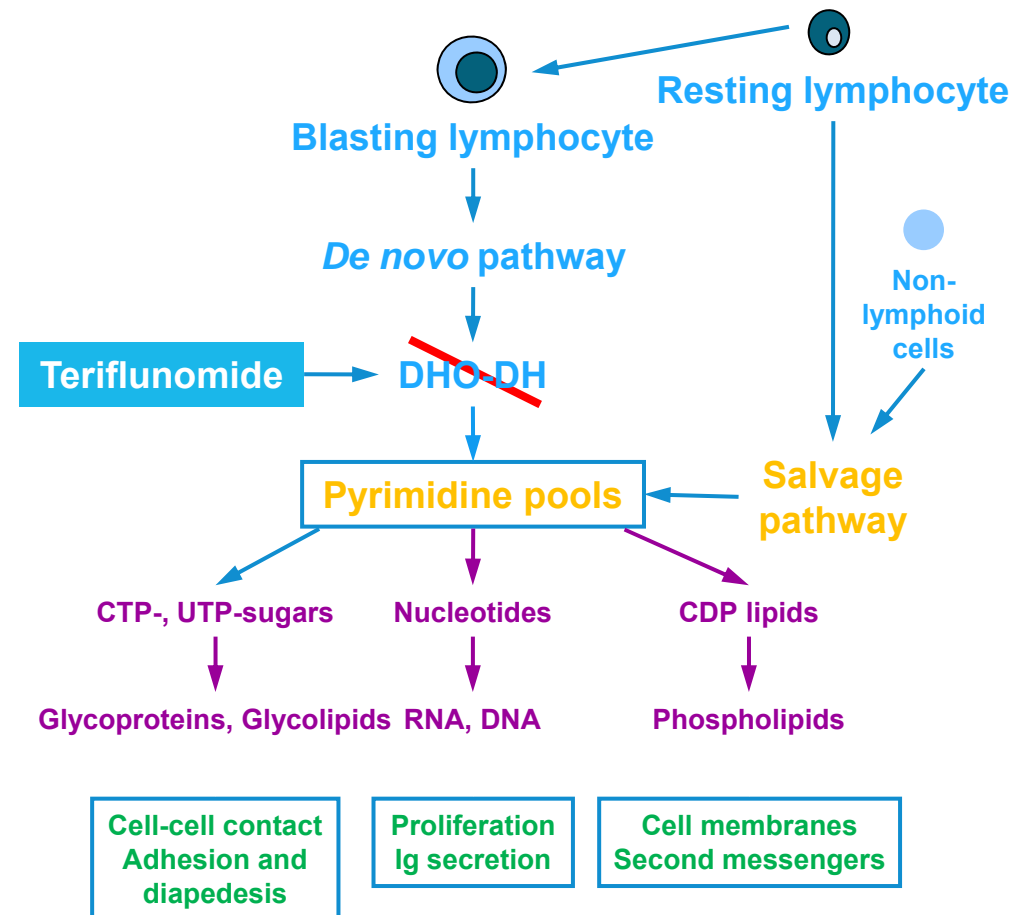 Resting lymphocyte
Blasting lymphocyte
De novo pathway
Non-
lymphoid
cells
Teriflunomide
DHO-DH
Pyrimidine pools
Salvage
pathway
CTP-, UTP-sugars
Nucleotides
CDP lipids
Glycoproteins, Glycolipids
RNA, DNA
Phospholipids
Cell-cell contact
Adhesion and
diapedesis
Proliferation
Ig secretion
Cell membranes
Second messengers